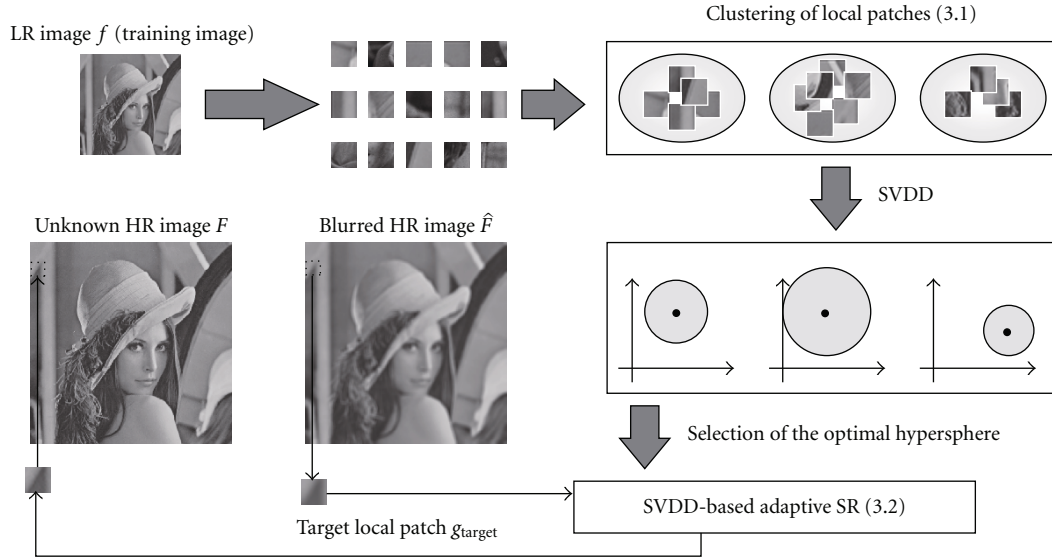 Clustering of local patches (3.1)
LR image f (training image)
SVDD
Unknown HR image F
Blurred HR image F̂
Selection of the optimal hypersphere
SVDD-based adaptive SR (3.2)
Target local patch g_target